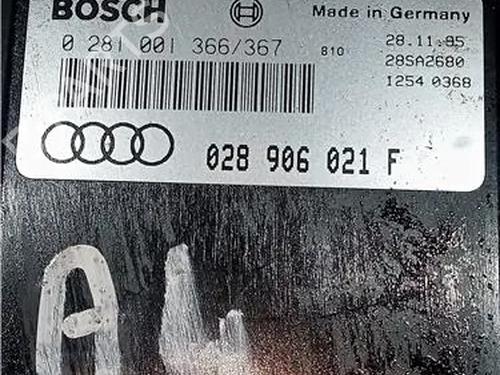 BOSCH
Made in Germany
0 281 001 366/367 810 28.11.95
28SA2680
1254 0368
028 906 021 F
A4